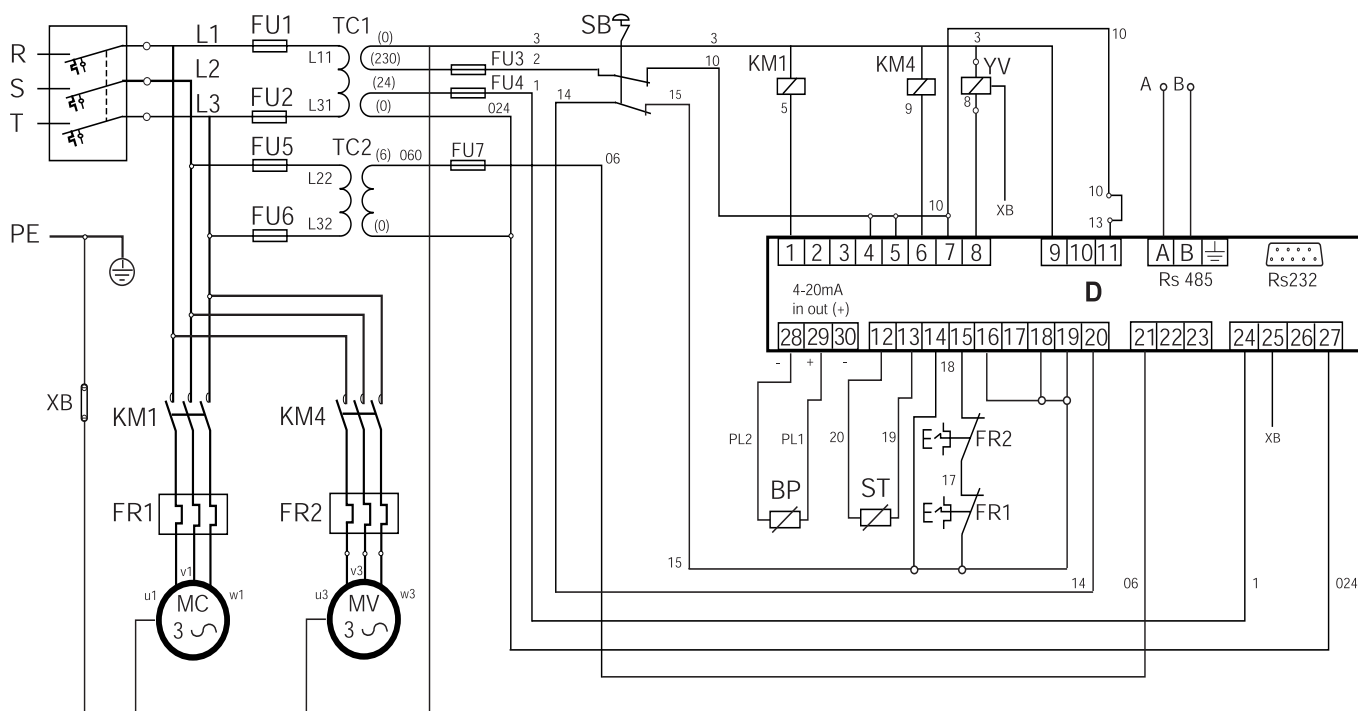 R
S
T
PE
L1
L2
L3
FU1
FU2
FU5
FU6
TC1
TC2
L11
L31
L22
L32
(0)
(230)
(24)
(0)
024
(6) 060
(0)
FU3
FU4
FU7
3
2
1
06
SB
14
15
10
3
KM1
5
KM4
9
3
YV
8
XB
10
10
10
13
A
B
1 2 3 4 5 6 7 8
9 10 11
A B
Rs 485
Rs232
4-20mA
in out (+)
D
28 29 30
12 13 14 15 16 17 18 19 20
21 22 23
24 25 26 27
-
+
-
18
XB
XB
KM1
KM4
FR1
FR2
PL2
PL1
20
19
BP
ST
E
FR2
17
E
FR1
15
14
06
1
024
u1
v1
w1
MC
3
u3
v3
w3
MV
3